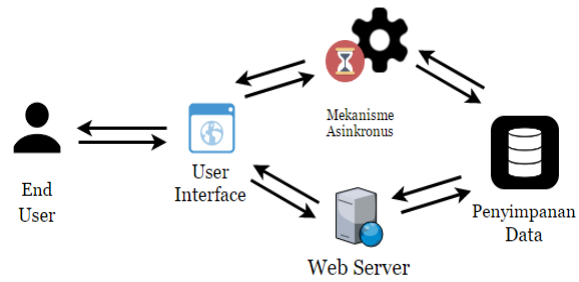 End
User
User
Interface
Mekanisme
Asinkronus
Web Server
Penyimpanan
Data